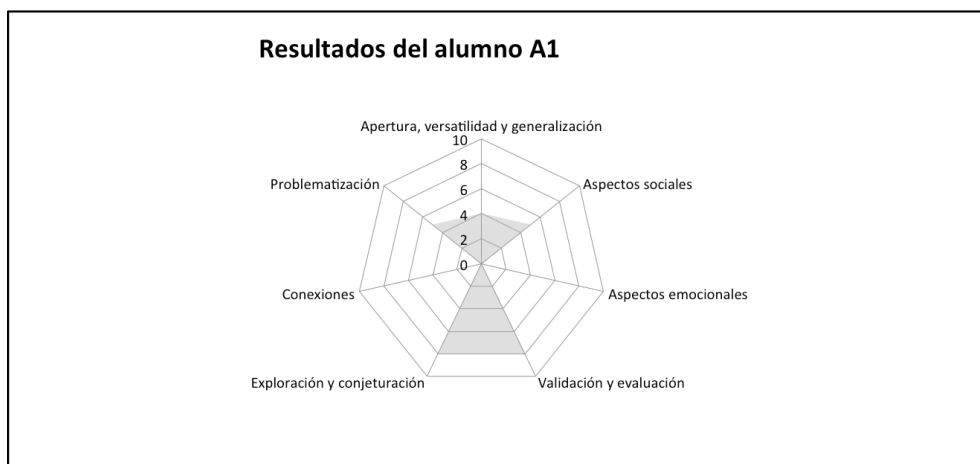 Resultados del alumno A1
Apertura, versatilidad y generalización
10
8
6
4
2
0
Aspectos sociales
Aspectos emocionales
Validación y evaluación
Exploración y conjeturación
Conexiones
Problematización